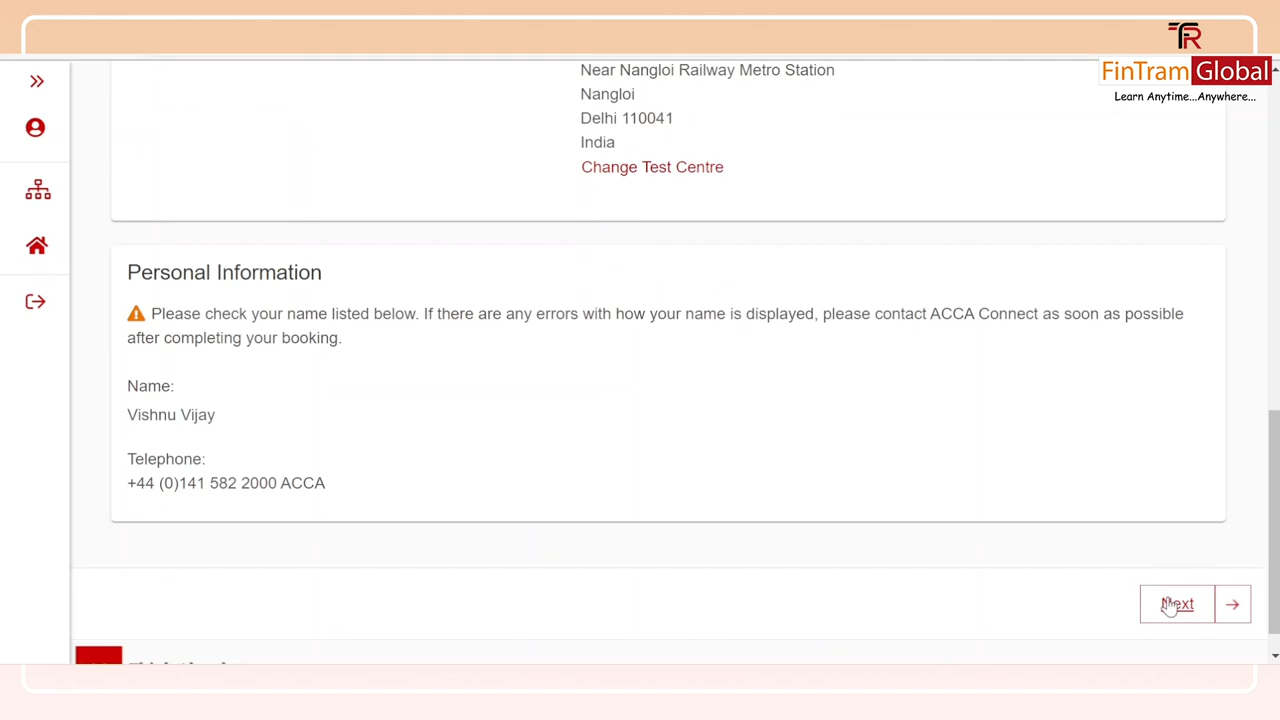 TR
FinTram Global
Learn Anytime...Anywhere...
Near Nangloi Railway Metro Station
Nangloi
Delhi 110041
India
Change Test Centre
Personal Information
Please check your name listed below. If there are any errors with how your name is displayed, please contact ACCA Connect as soon as possible
after completing your booking.
Name:
Vishnu Vijay
Telephone:
+44 (0)141 582 2000 ACCA
Next